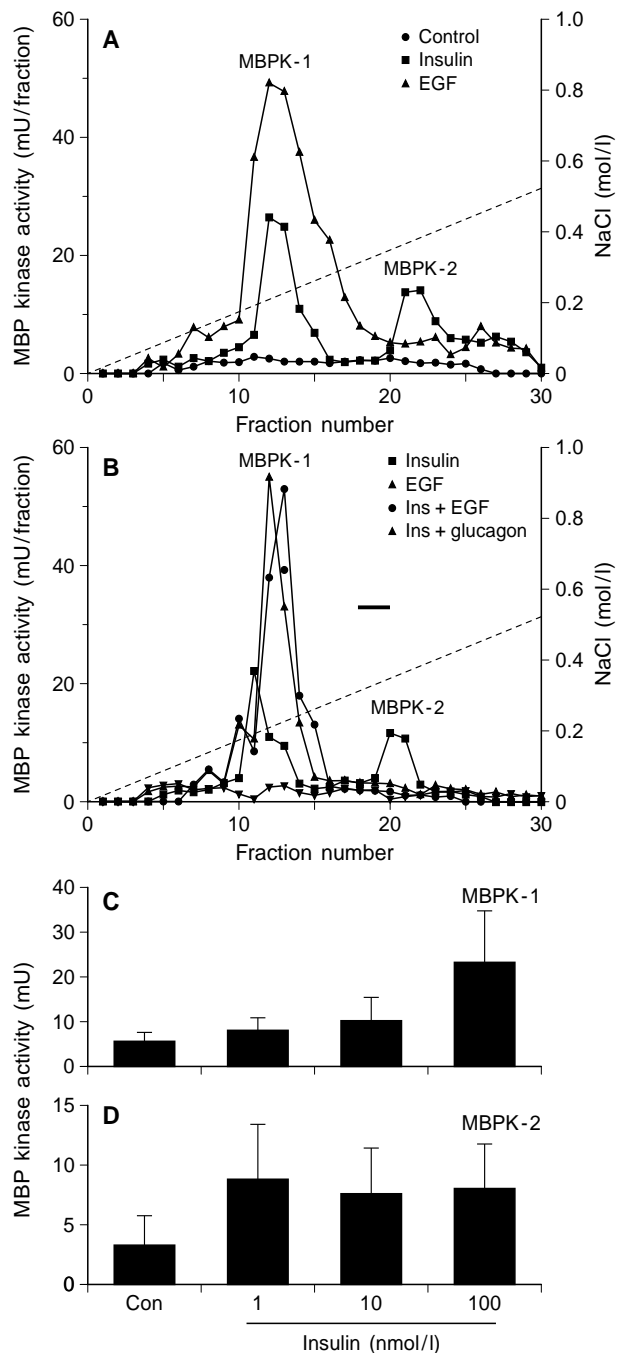 A
Control
Insulin
EGF
MBPK-1
MBPK-2
60
40
20
0
MBP kinase activity (mU/fraction)
1.0
0.8
0.6
0.4
0.2
0
NaCl (mol/l)
0
10
20
30
Fraction number
B
Insulin
EGF
Ins + EGF
Ins + glucagon
MBPK-1
MBPK-2
60
40
20
0
MBP kinase activity (mU/fraction)
1.0
0.8
0.6
0.4
0.2
0
NaCl (mol/l)
0
10
20
30
Fraction number
C
MBPK-1
40
30
20
10
0
MBP kinase activity (mU)
D
MBPK-2
15
10
5
0
Con
1
10
100
Insulin (nmol/l)